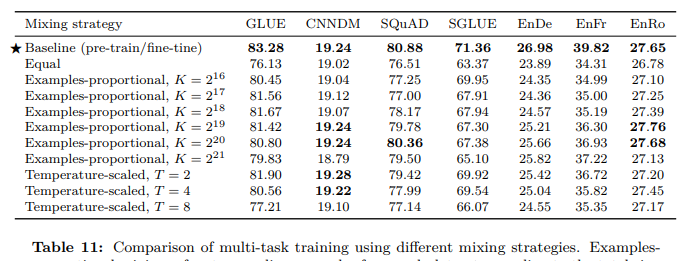 Mixing strategy GLUE CNNDM SQuAD SGLUE EnDe EnFr EnRo
★ Baseline (pre-train/fine-tine) 83.28 19.24 80.88 71.36 26.98 39.82 27.65
Equal 76.13 19.02 76.51 63.37 23.89 34.31 26.78
Examples-proportional, K = 2^16 80.45 19.04 77.25 69.95 24.35 34.99 27.10
Examples-proportional, K = 2^17 81.56 19.12 77.00 67.91 24.36 35.00 27.25
Examples-proportional, K = 2^18 81.67 19.07 78.17 67.94 24.57 35.19 27.39
Examples-proportional, K = 2^19 81.42 19.24 79.78 67.30 25.21 36.30 27.76
Examples-proportional, K = 2^20 80.80 19.24 80.36 67.38 25.66 36.93 27.68
Examples-proportional, K = 2^21 79.83 18.79 79.50 65.10 25.82 37.22 27.13
Temperature-scaled, T = 2 81.90 19.28 79.42 69.92 25.42 36.72 27.20
Temperature-scaled, T = 4 80.56 19.22 77.99 69.54 25.04 35.82 27.45
Temperature-scaled, T = 8 77.21 19.10 77.14 66.07 24.55 35.35 27.17
Table 11: Comparison of multi-task training using different mixing strategies. Examples-